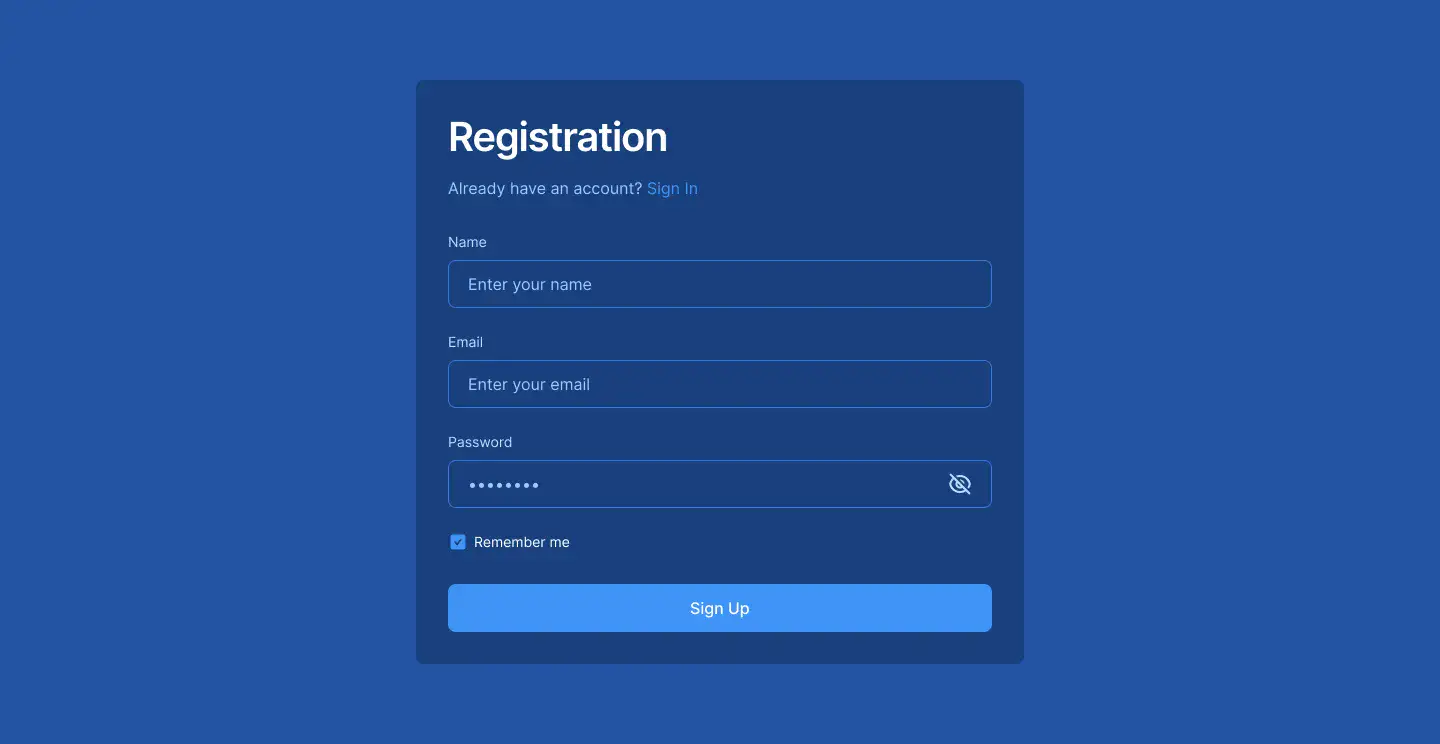 Registration
Already have an account? Sign In
Name
Enter your name
Email
Enter your email
Password
••••••••
Remember me
Sign Up